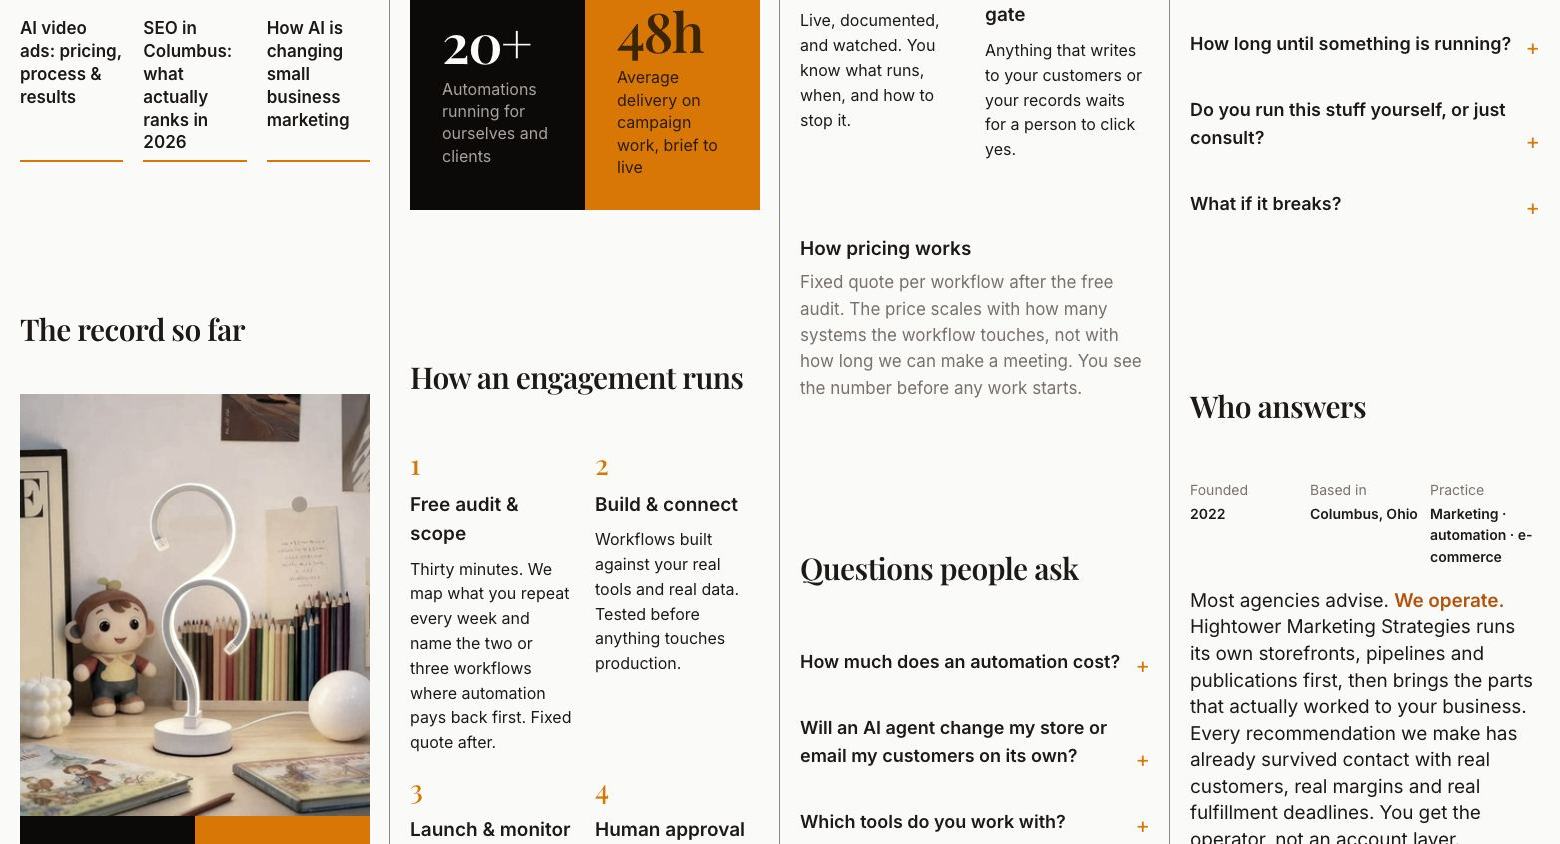 AI video
ads: pricing,
process &
results
SEO in
Columbus:
what
actually
ranks in
2026
How AI is
changing
small
business
marketing
The record so far
E
20+
Automations
running for
ourselves and
clients
48h
Average
delivery on
campaign
work, brief to
live
How an engagement runs
1
Free audit &
scope
Thirty minutes. We
map what you repeat
every week and
name the two or
three workflows
where automation
pays back first. Fixed
quote after.
2
Build & connect
Workflows built
against your real
tools and real data.
Tested before
anything touches
production.
3
Launch & monitor
4
Human approval
Live, documented,
and watched. You
know what runs,
when, and how to
stop it.
gate
Anything that writes
to your customers or
your records waits
for a person to click
yes.
How pricing works
Fixed quote per workflow after the free
audit. The price scales with how many
systems the workflow touches, not with
how long we can make a meeting. You see
the number before any work starts.
Questions people ask
How much does an automation cost? +
Will an AI agent change my store or
email my customers on its own? +
Which tools do you work with? +
How long until something is running? +
Do you run this stuff yourself, or just
consult? +
What if it breaks? +
Who answers
Founded
2022
Based in
Columbus, Ohio
Practice
Marketing ·
automation · e-
commerce
Most agencies advise. We operate.
Hightower Marketing Strategies runs
its own storefronts, pipelines and
publications first, then brings the parts
that actually worked to your business.
Every recommendation we make has
already survived contact with real
customers, real margins and real
fulfillment deadlines. You get the
operator, not an account layer.